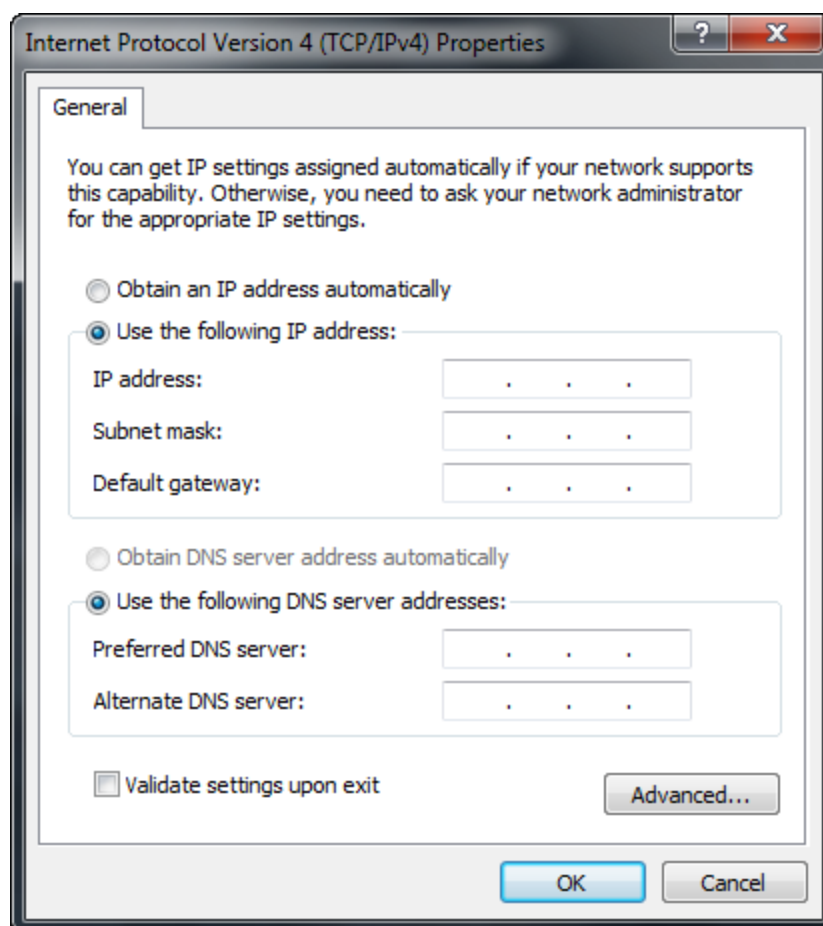 Internet Protocol Version 4 (TCP/IPv4) Properties
?
X
General
You can get IP settings assigned automatically if your network supports
this capability. Otherwise, you need to ask your network administrator
for the appropriate IP settings.
Obtain an IP address automatically
Use the following IP address:
IP address: . . .
Subnet mask: . . .
Default gateway: . . .
Obtain DNS server address automatically
Use the following DNS server addresses:
Preferred DNS server: . . .
Alternate DNS server: . . .
Validate settings upon exit
Advanced...
OK Cancel